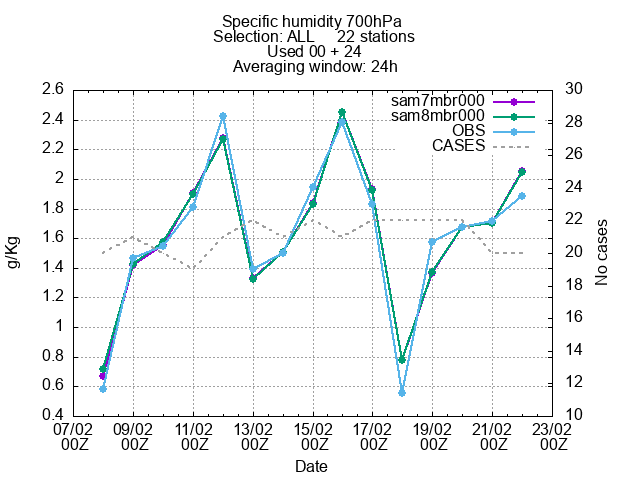 Specific humidity 700hPa
Selection: ALL 22 stations
Used 00 + 24
Averaging window: 24h
sam7mbr000
sam8mbr000
OBS
CASES
2.6
2.4
2.2
2
1.8
1.6
1.4
1.2
1
0.8
0.6
0.4
g/Kg
30
28
26
24
22
20
18
16
14
12
10
No cases
07/02 09/02 11/02 13/02 15/02 17/02 19/02 21/02 23/02
00Z 00Z 00Z 00Z 00Z 00Z 00Z 00Z 00Z
Date